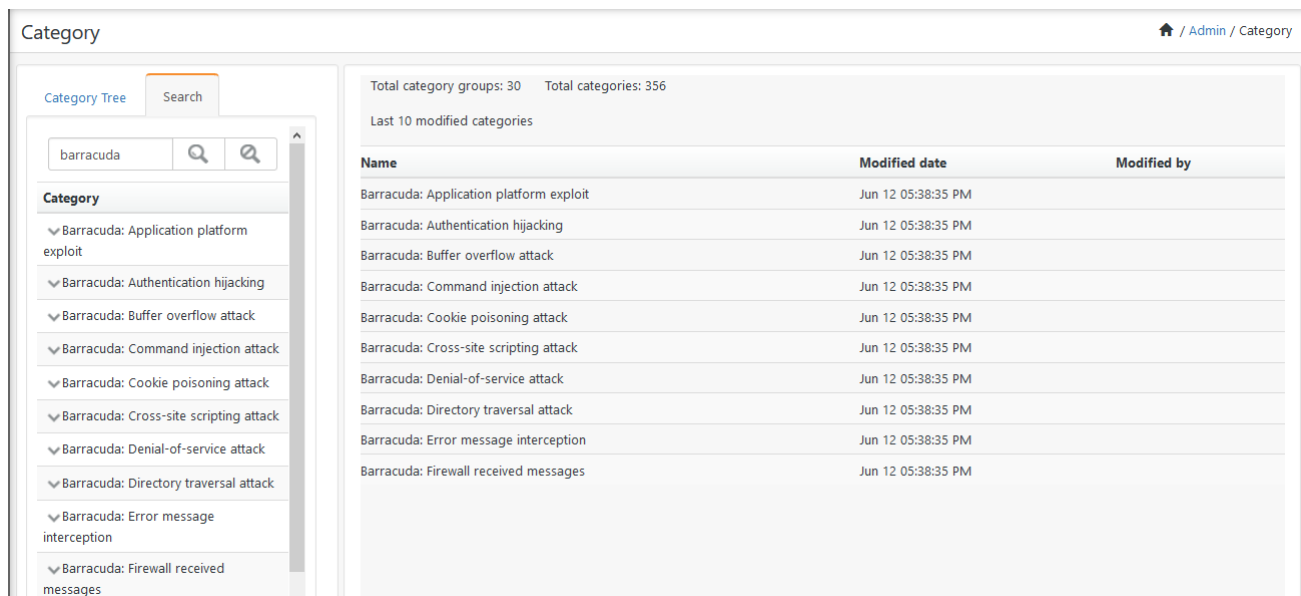 Category
/ Admin / Category
Category Tree
Search
barracuda
Category
Barracuda: Application platform
exploit
Barracuda: Authentication hijacking
Barracuda: Buffer overflow attack
Barracuda: Command injection attack
Barracuda: Cookie poisoning attack
Barracuda: Cross-site scripting attack
Barracuda: Denial-of-service attack
Barracuda: Directory traversal attack
Barracuda: Error message
interception
Barracuda: Firewall received
messages
Total category groups: 30 Total categories: 356
Last 10 modified categories
Name Modified date Modified by
Barracuda: Application platform exploit Jun 12 05:38:35 PM
Barracuda: Authentication hijacking Jun 12 05:38:35 PM
Barracuda: Buffer overflow attack Jun 12 05:38:35 PM
Barracuda: Command injection attack Jun 12 05:38:35 PM
Barracuda: Cookie poisoning attack Jun 12 05:38:35 PM
Barracuda: Cross-site scripting attack Jun 12 05:38:35 PM
Barracuda: Denial-of-service attack Jun 12 05:38:35 PM
Barracuda: Directory traversal attack Jun 12 05:38:35 PM
Barracuda: Error message interception Jun 12 05:38:35 PM
Barracuda: Firewall received messages Jun 12 05:38:35 PM